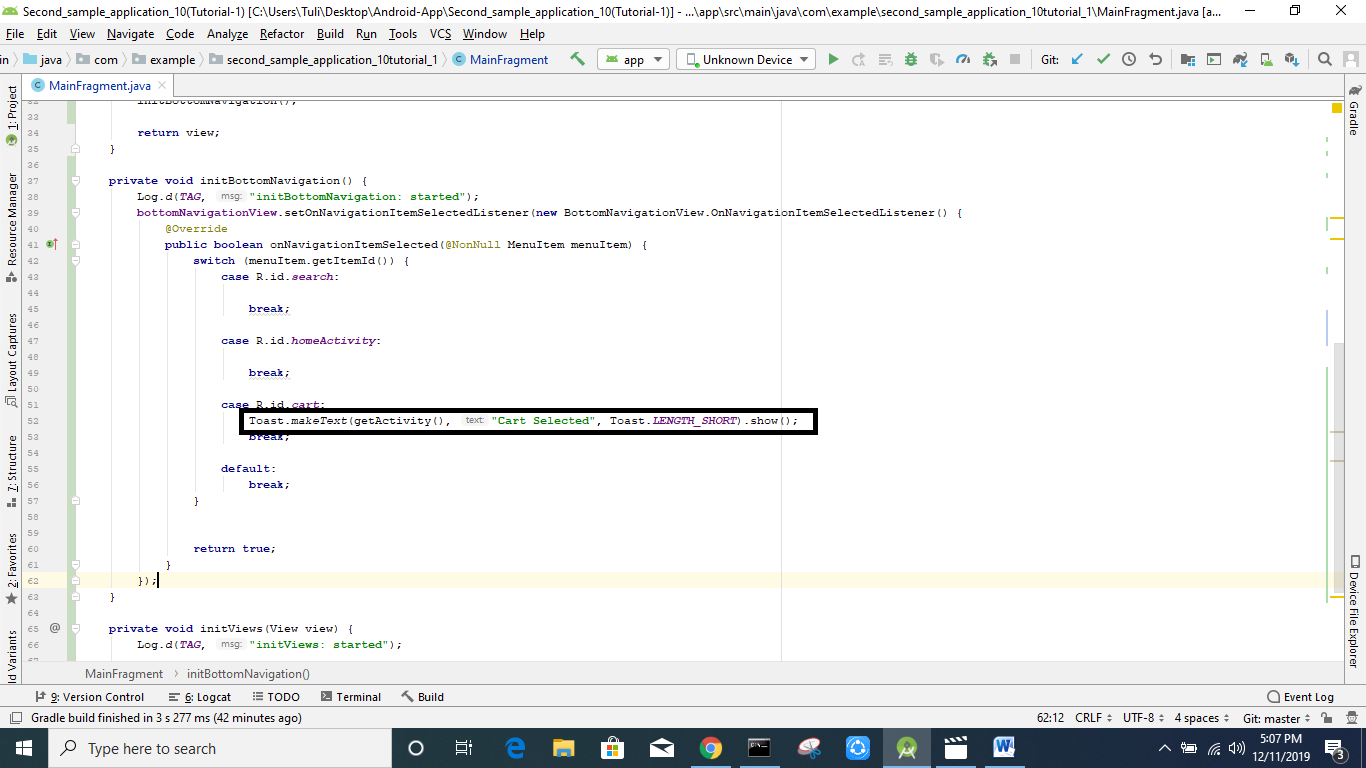 Second_sample_application_10(Tutorial-1) [C:\Users\Tuli\Desktop\Android-App\Second_sample_application_10(Tutorial-1)] - ...\app\src\main\java\com\example\second_sample_application_10tutorial_1\MainFragment.java [a...
File Edit View Navigate Code Analyze Refactor Build Run Tools VCS Window Help
in java com example second_sample_application_10tutorial_1 MainFragment app Unknown Device Git:
MainFragment.java
1: Project
Resource Manager
Layout Captures
7: Structure
2: Favorites
ld Variants
Gradle
Device File Explorer
32 initBottomNavigation();
33
34 return view;
35 }
36
37 private void initBottomNavigation() {
38 Log.d(TAG, msg: "initBottomNavigation: started");
39 bottomNavigationView.setOnNavigationItemSelectedListener(new BottomNavigationView.OnNavigationItemSelectedListener() {
40 @Override
41 public boolean onNavigationItemSelected(@NonNull MenuItem menuItem) {
42 switch (menuItem.getItemId()) {
43 case R.id.search:
44
45 break;
46
47 case R.id.homeActivity:
48
49 break;
50
51 case R.id.cart:
52 Toast.makeText(getActivity(), text: "Cart Selected", Toast.LENGTH_SHORT).show();
53 break;
54
55 default:
56 break;
57 }
58
59
60 return true;
61 }
62 });
63 }
64
65 @ private void initViews(View view) {
66 Log.d(TAG, msg: "initViews: started");
67
MainFragment initBottomNavigation()
9: Version Control 6: Logcat TODO Terminal Build Event Log
Gradle build finished in 3 s 277 ms (42 minutes ago) 62:12 CRLF UTF-8 4 spaces Git: master
Type here to search
5:07 PM
12/11/2019
3